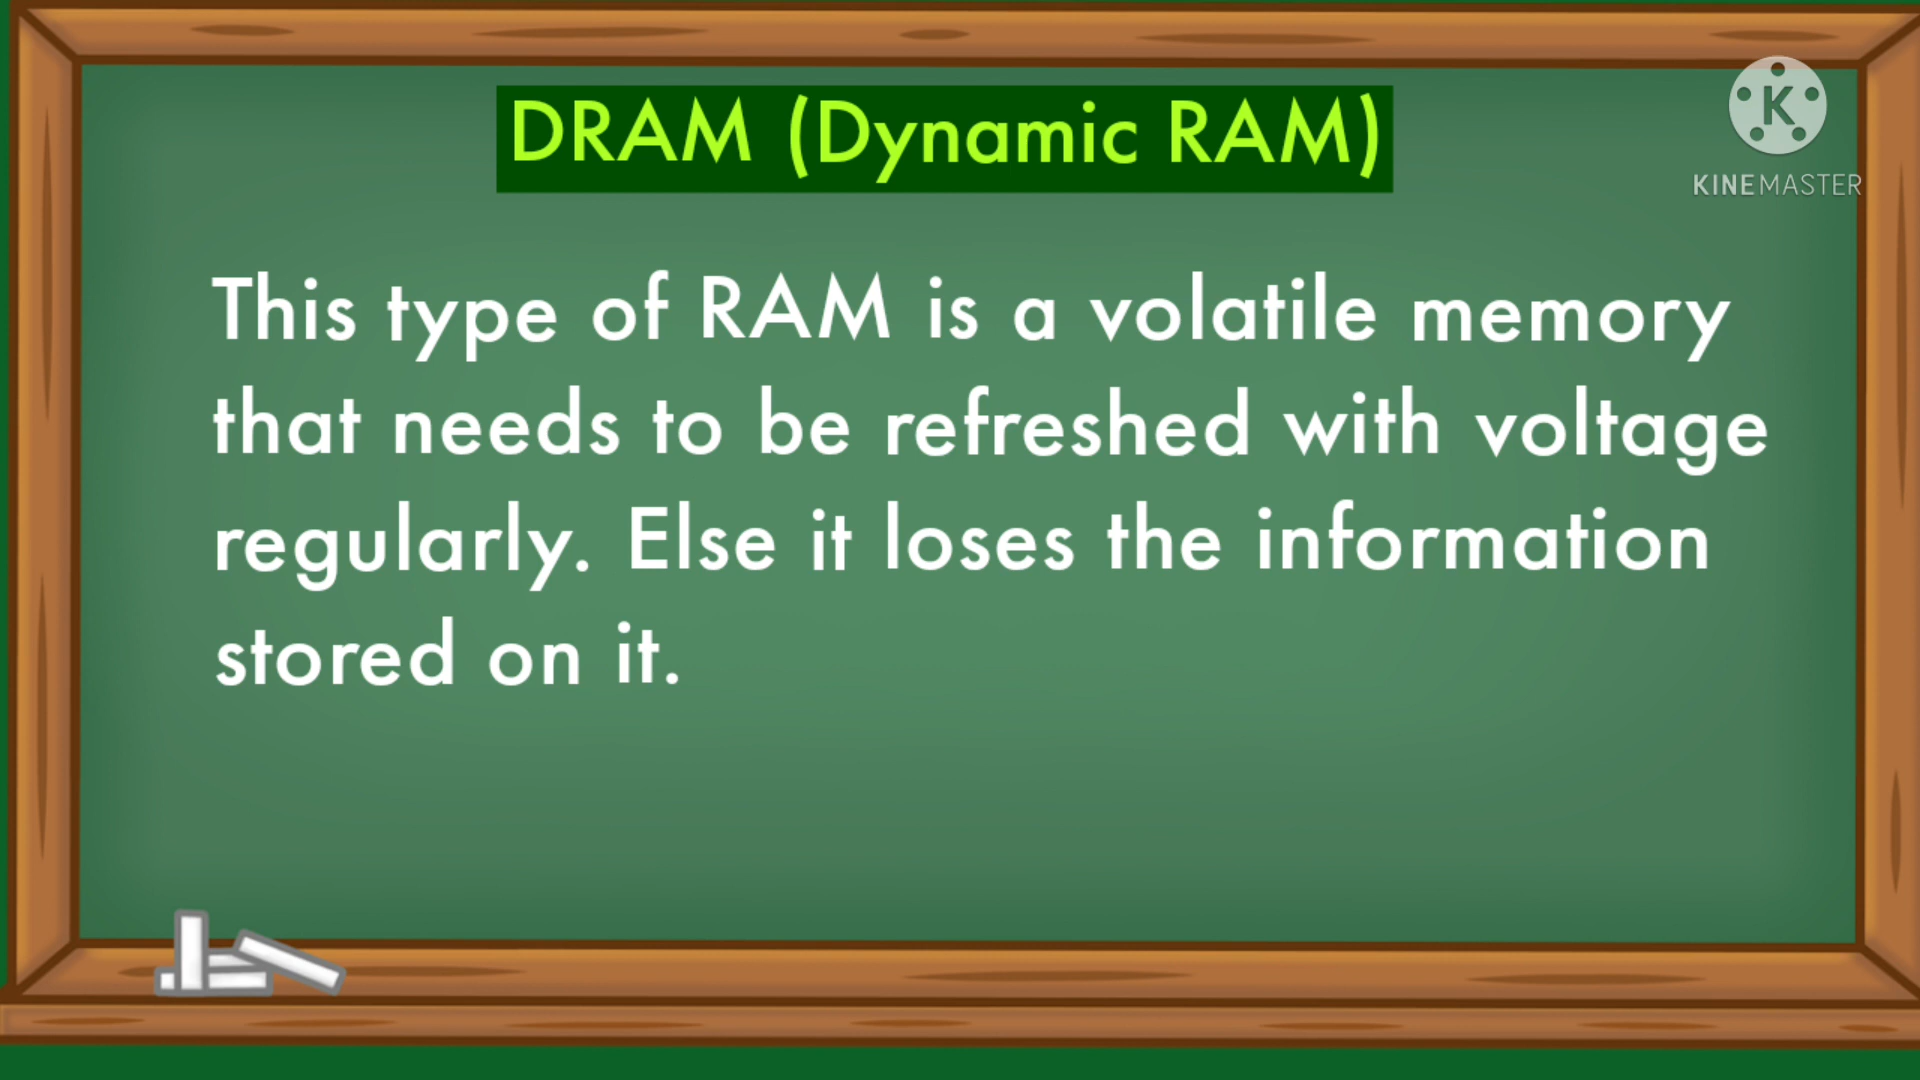 DRAM (Dynamic RAM)
K
KINEMASTER
This type of RAM is a volatile memory
that needs to be refreshed with voltage
regularly. Else it loses the information
stored on it.